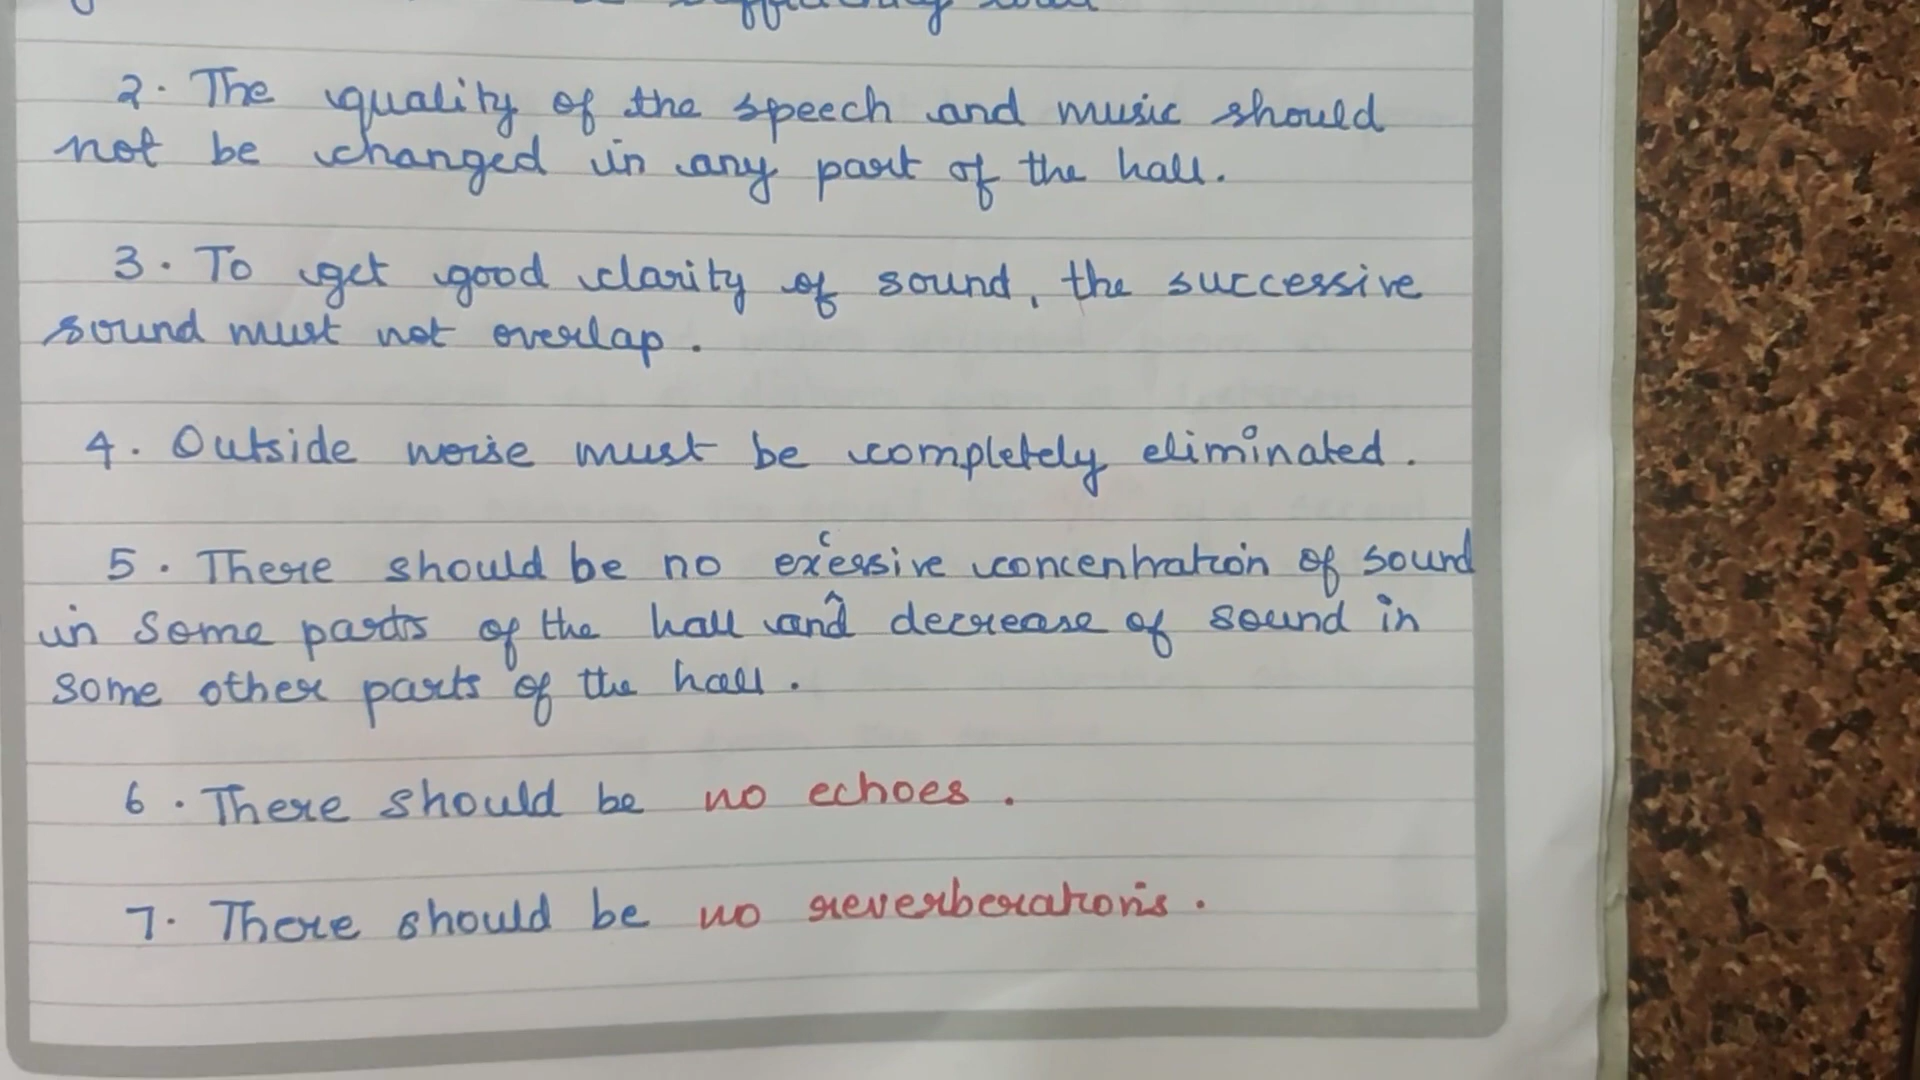 2. The quality of the speech and music should
not be changed in any part of the hall.
3. To get good clarity of sound, the successive
sound must not overlap.
4. Outside noise must be completely eliminated.
5. There should be no excessive concentration of sound
in some parts of the hall and decrease of sound in
some other parts of the hall.
6. There should be no echoes.
7. There should be no reverberations.